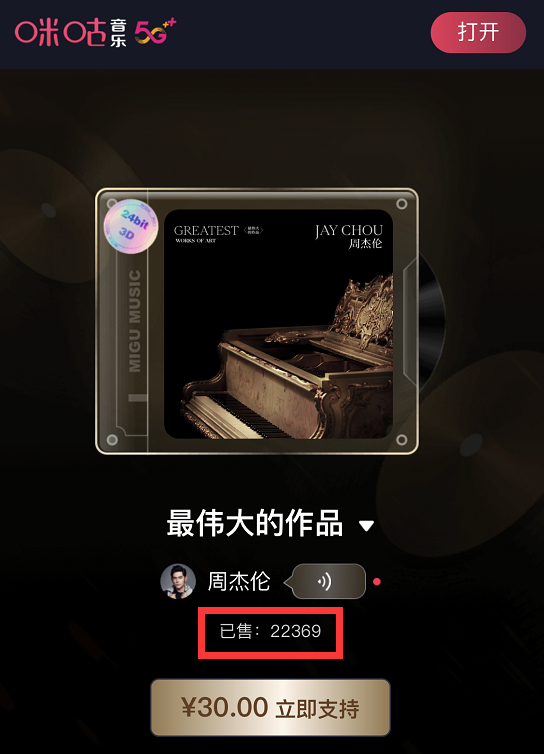 咪咕音乐 5G++
打开
24bit
3D
GREATEST
WORKS OF ART
最伟大
的作品
JAY CHOU
周杰伦
MIGU MUSIC
最伟大的作品
周杰伦
已售：22369
¥30.00 立即支持